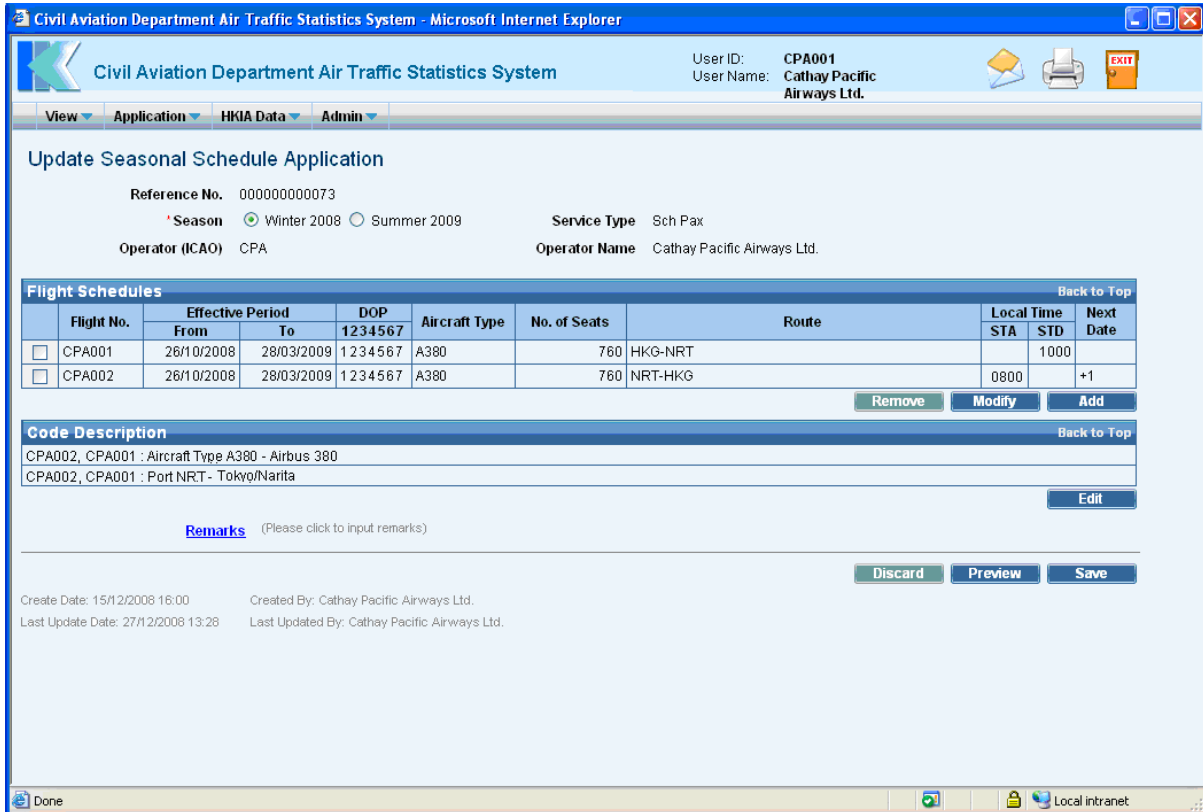 Civil Aviation Department Air Traffic Statistics System - Microsoft Internet Explorer
Civil Aviation Department Air Traffic Statistics System
User ID: CPA001
User Name: Cathay Pacific Airways Ltd.
EXIT
View Application HKIA Data Admin
Update Seasonal Schedule Application
Reference No. 000000000073
*Season Winter 2008 Summer 2009 Service Type Sch Pax
Operator (ICAO) CPA Operator Name Cathay Pacific Airways Ltd.
Flight Schedules Back to Top
Flight No. Effective Period DOP Aircraft Type No. of Seats Route Local Time Next Date
From To 1234567 STA STD
CPA001 26/10/2008 28/03/2009 1234567 A380 760 HKG-NRT 1000
CPA002 26/10/2008 28/03/2009 1234567 A380 760 NRT-HKG 0800 +1
Remove Modify Add
Code Description Back to Top
CPA002, CPA001 : Aircraft Type A380 - Airbus 380
CPA002, CPA001 : Port NRT - Tokyo/Narita
Edit
Remarks (Please click to input remarks)
Discard Preview Save
Create Date: 15/12/2008 16:00 Created By: Cathay Pacific Airways Ltd.
Last Update Date: 27/12/2008 13:28 Last Updated By: Cathay Pacific Airways Ltd.
Done Local intranet